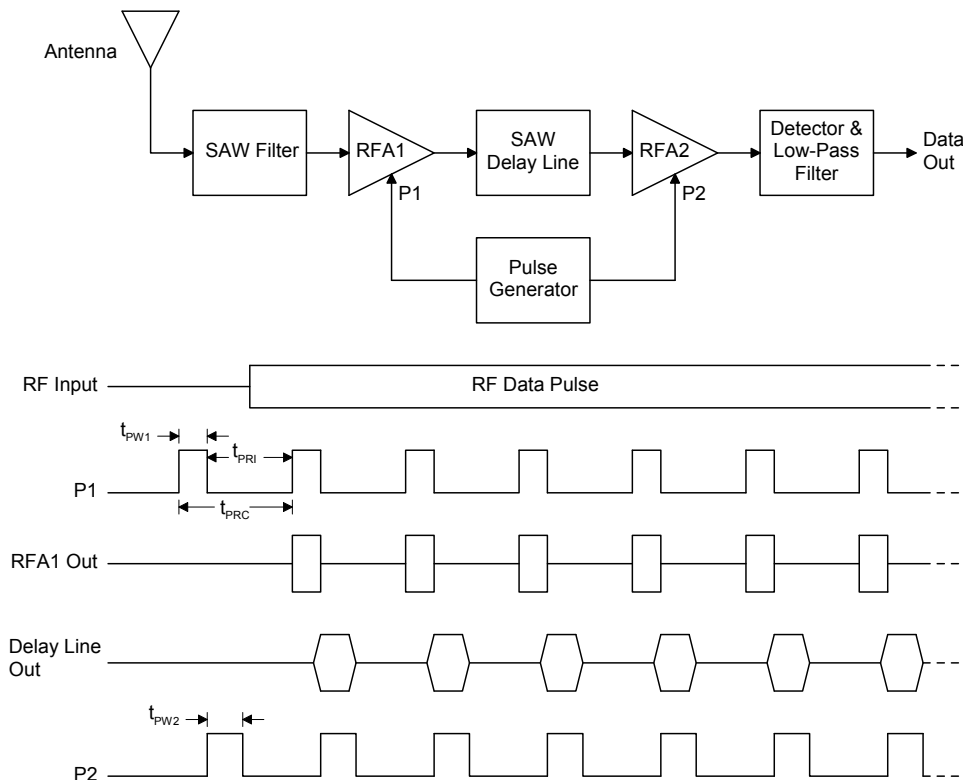 Antenna
SAW Filter
RFA1
SAW
Delay Line
RFA2
Detector &
Low-Pass
Filter
Data
Out
P1
P2
Pulse
Generator
RF Input
RF Data Pulse
tPW1
tPRI
P1
tPRC
RFA1 Out
Delay Line
Out
tPW2
P2